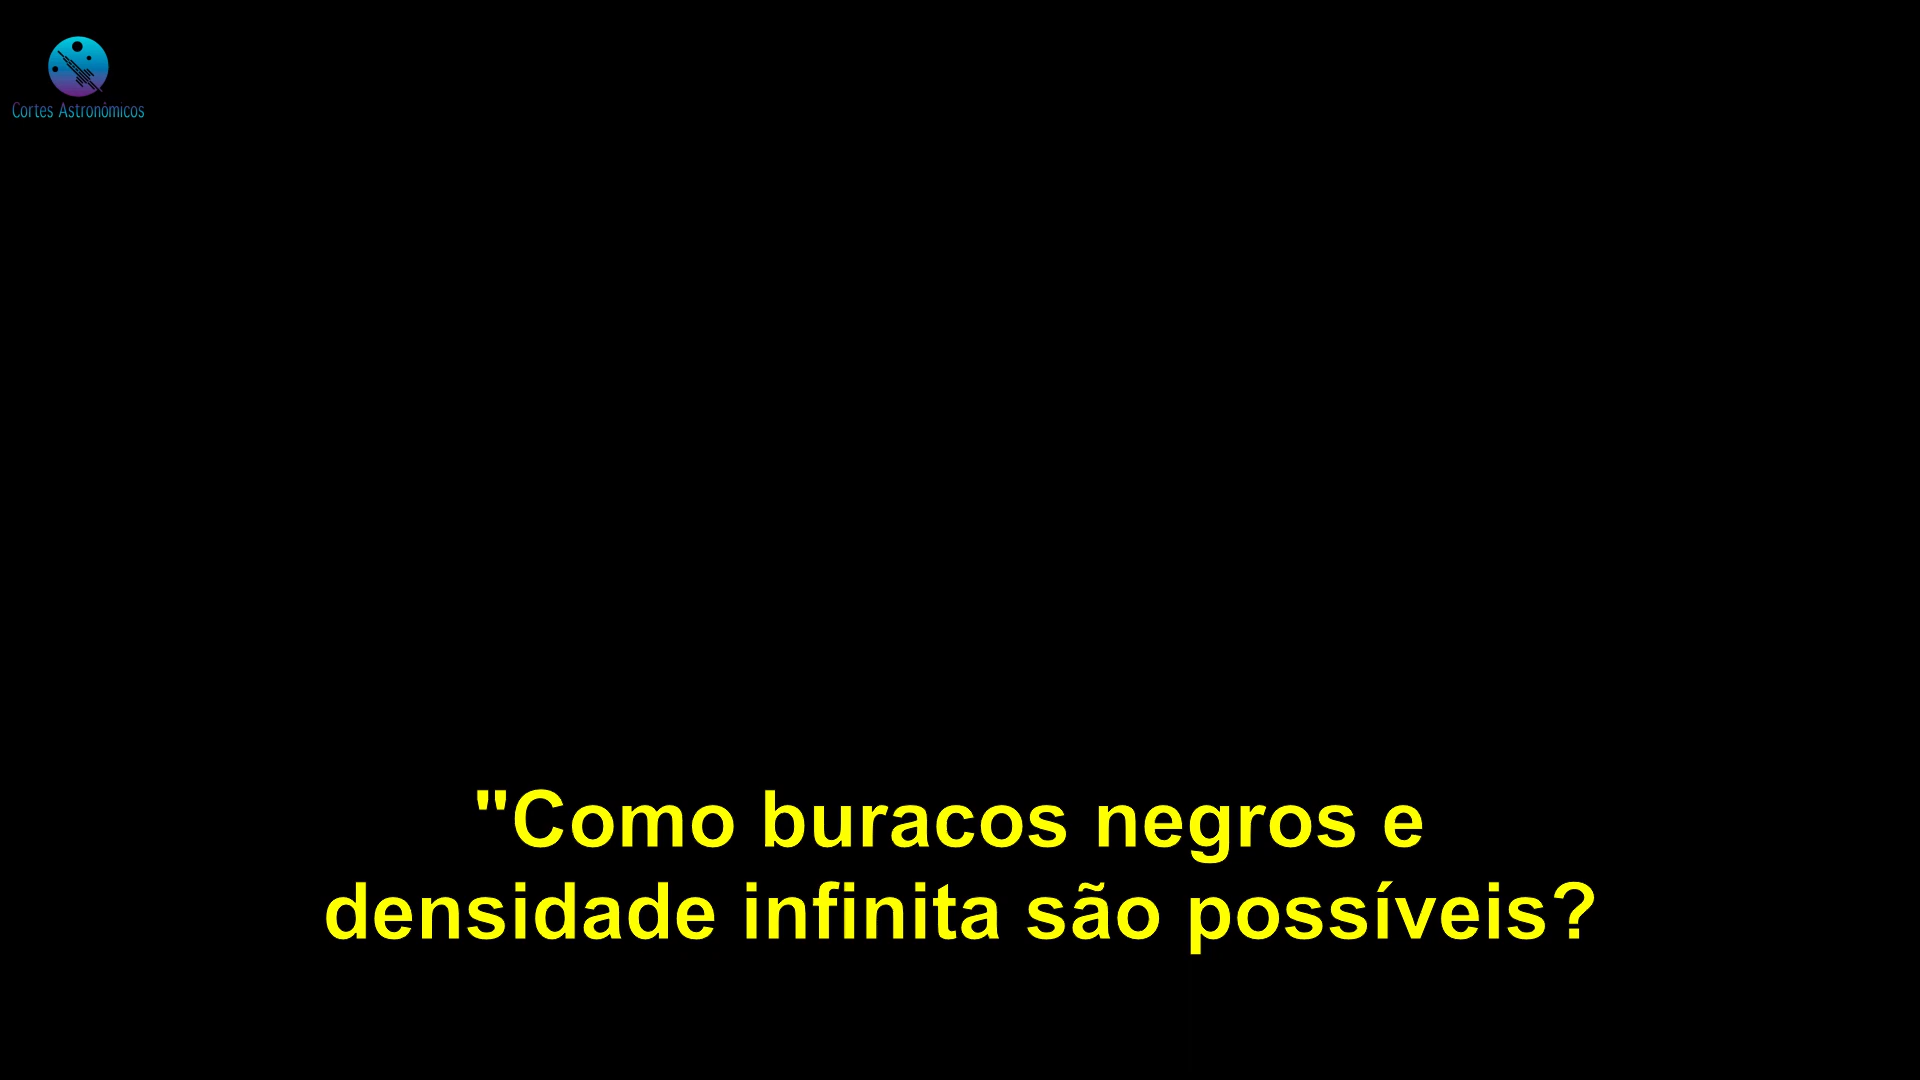 Cortes Astronômicos
"Como buracos negros e
densidade infinita são possíveis?